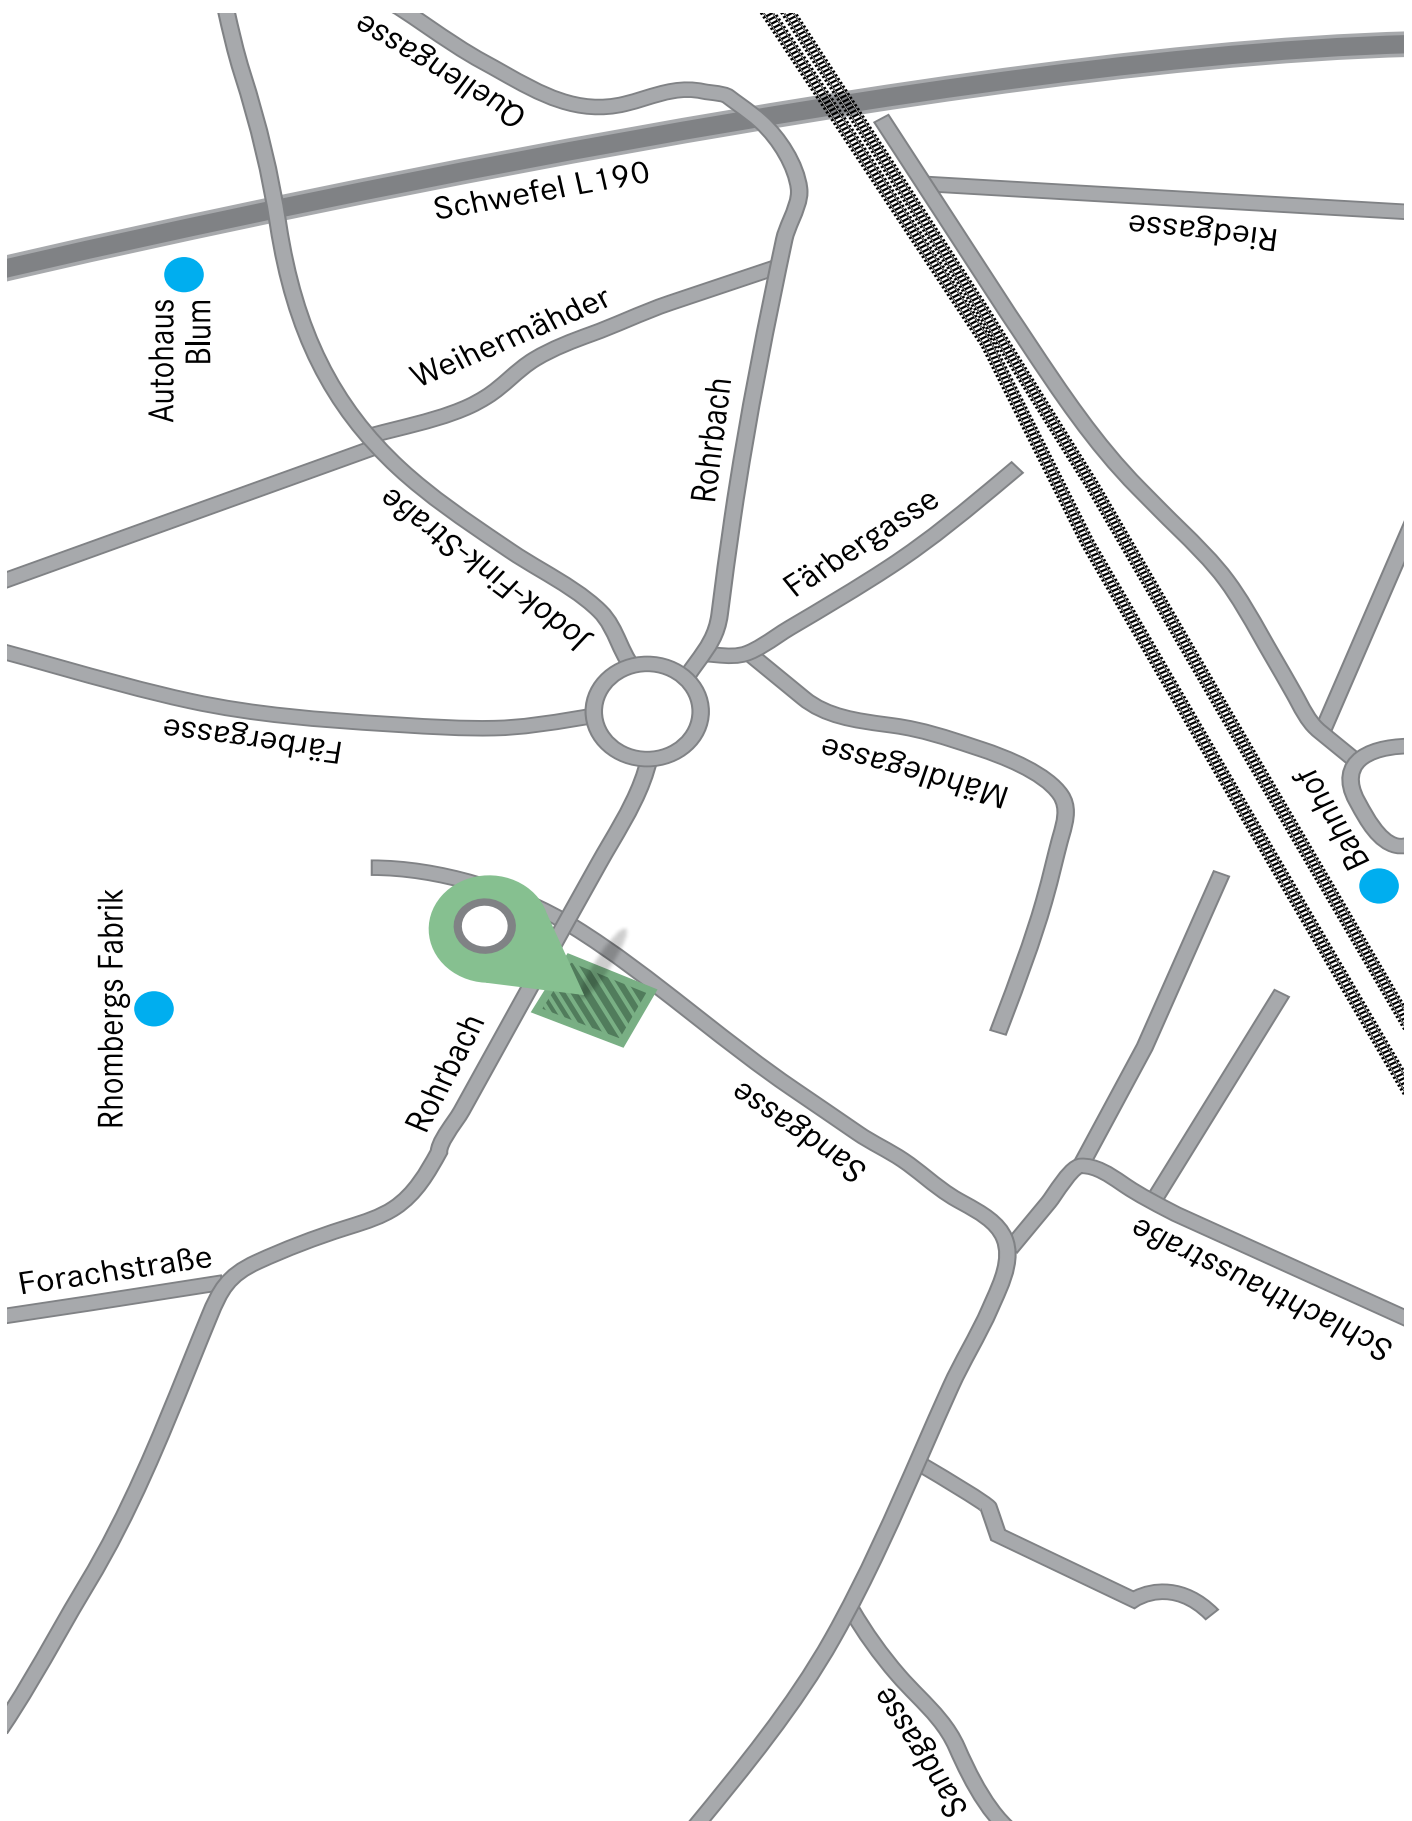 Quellengasse
Schwefel L190
Riedgasse
Autohaus
Blum
Weihermähder
Rohrbach
Jodok-Fink-Straße
Färbergasse
Färbergasse
Mähdlegasse
Bahnhof
Rhombergs Fabrik
Rohrbach
Sandgasse
Forachstraße
Schlachthausstraße
Sandgasse